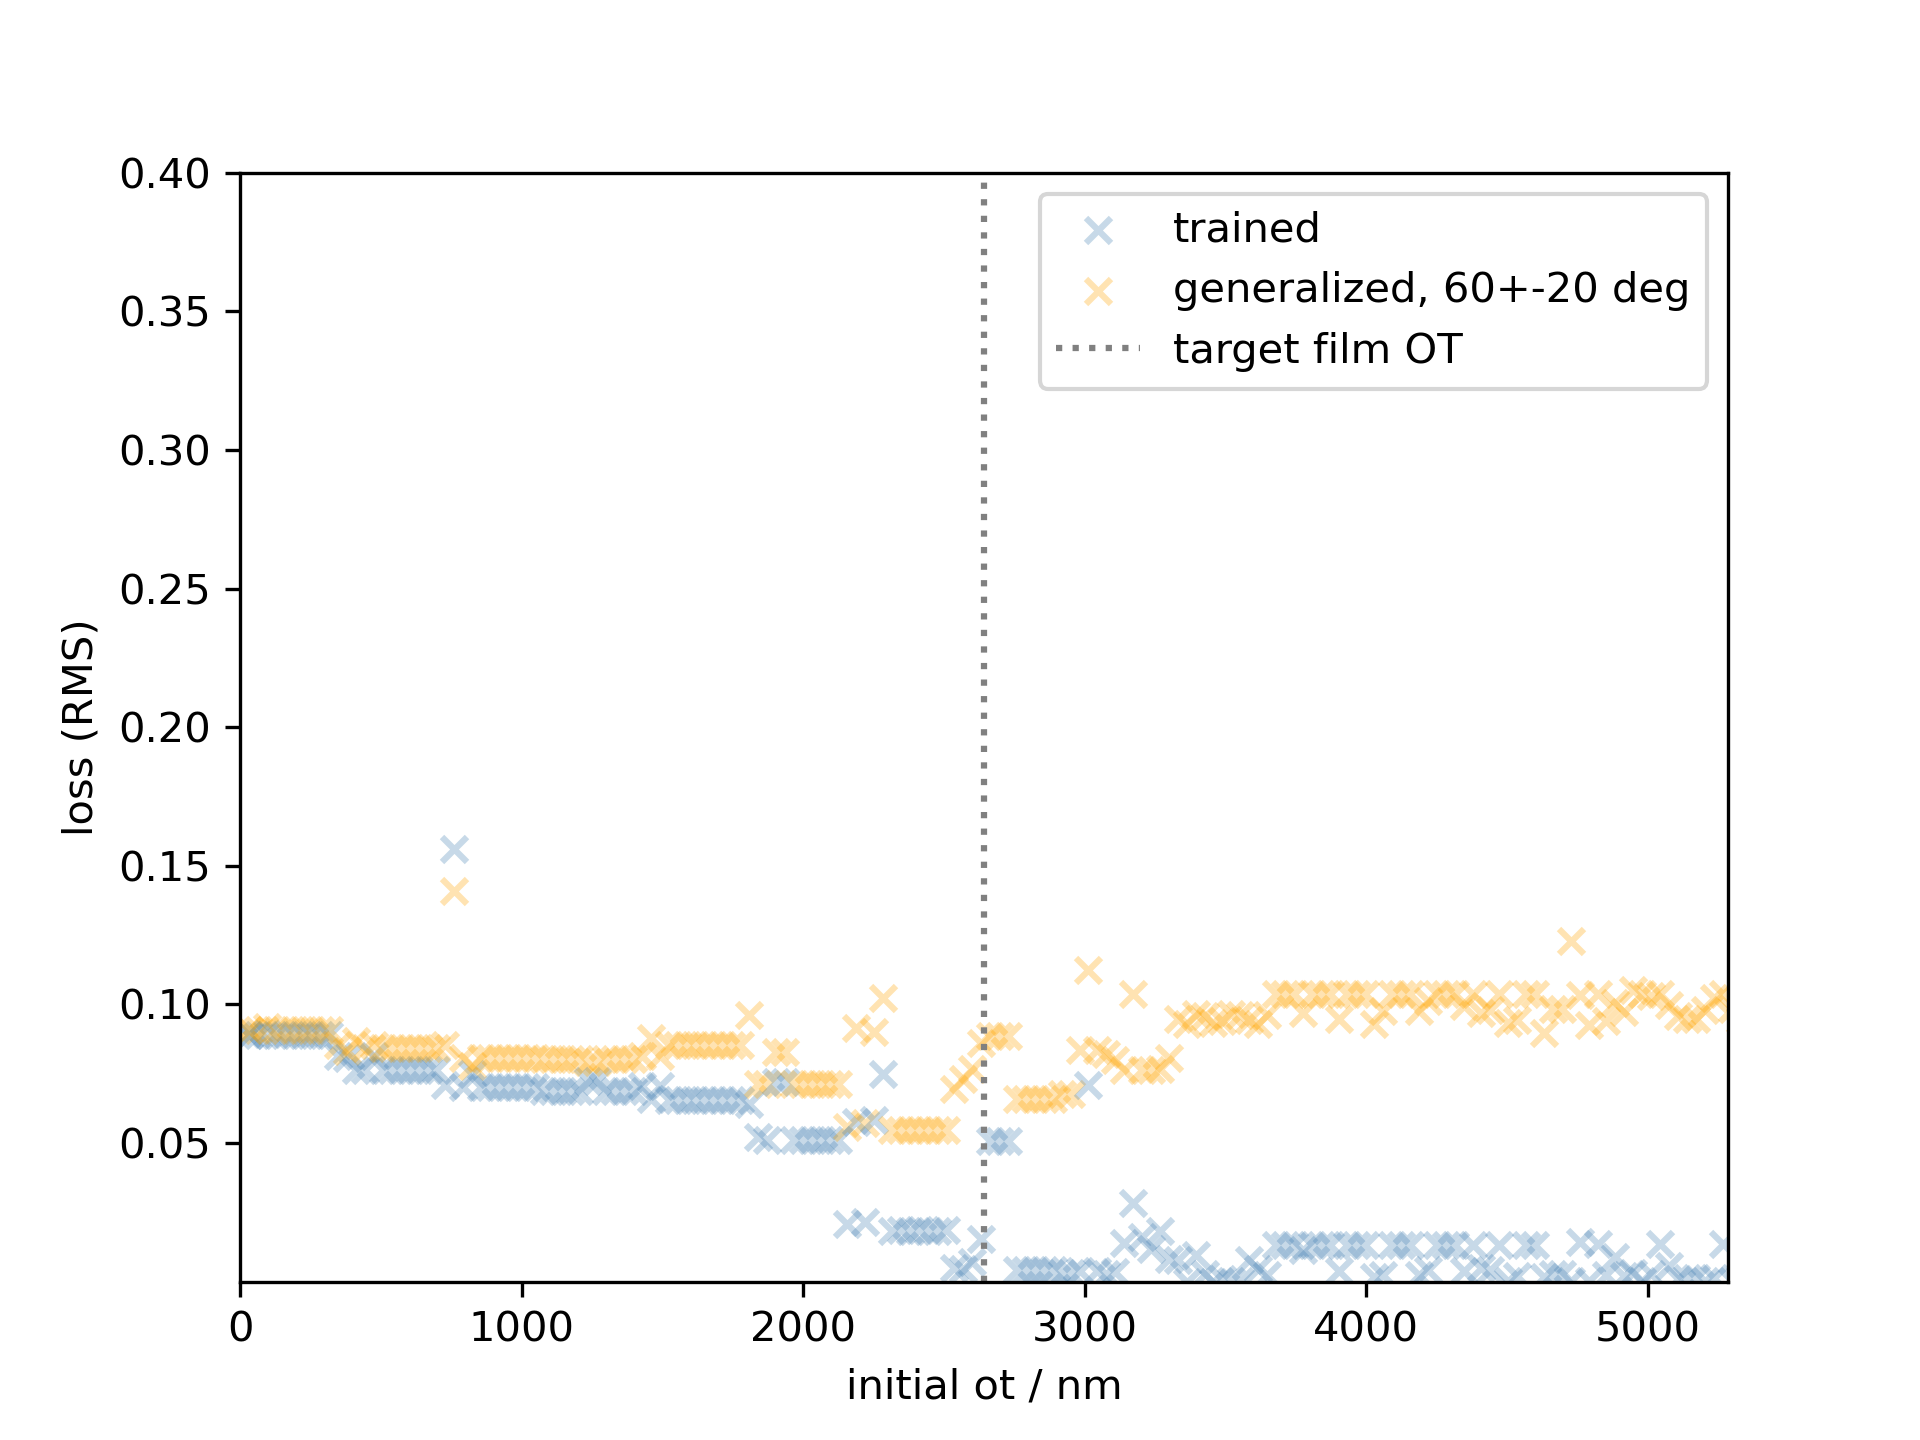 0.40
0.35
0.30
0.25
0.20
0.15
0.10
0.05
loss (RMS)
trained
generalized, 60+-20 deg
target film OT
0 1000 2000 3000 4000 5000
initial ot / nm